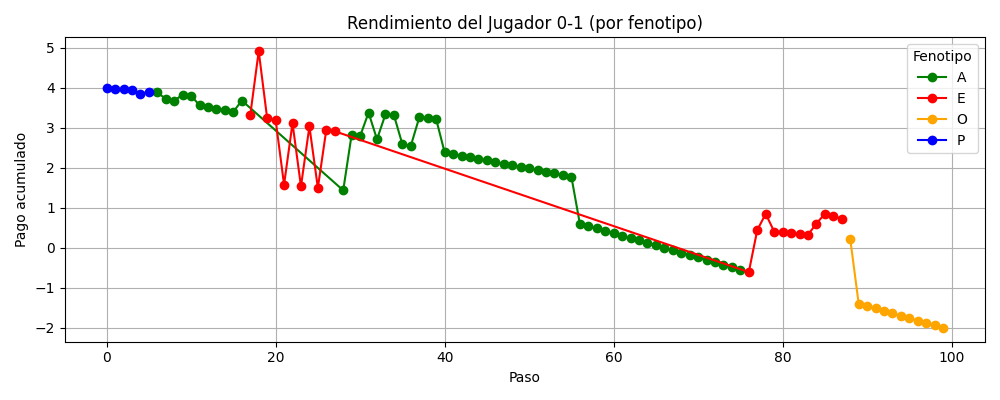 Rendimiento del Jugador 0-1 (por fenotipo)
Pago acumulado
5
4
3
2
1
0
−1
−2
0
20
40
60
80
100
Paso
Fenotipo
A
E
O
P